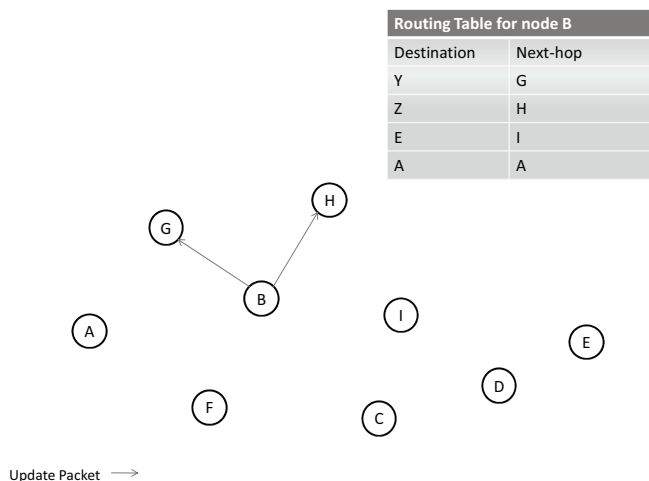 Routing Table for node B
Destination Next-hop
Y G
Z H
E I
A A
H
G
B
I
A
E
D
F
C
Update Packet